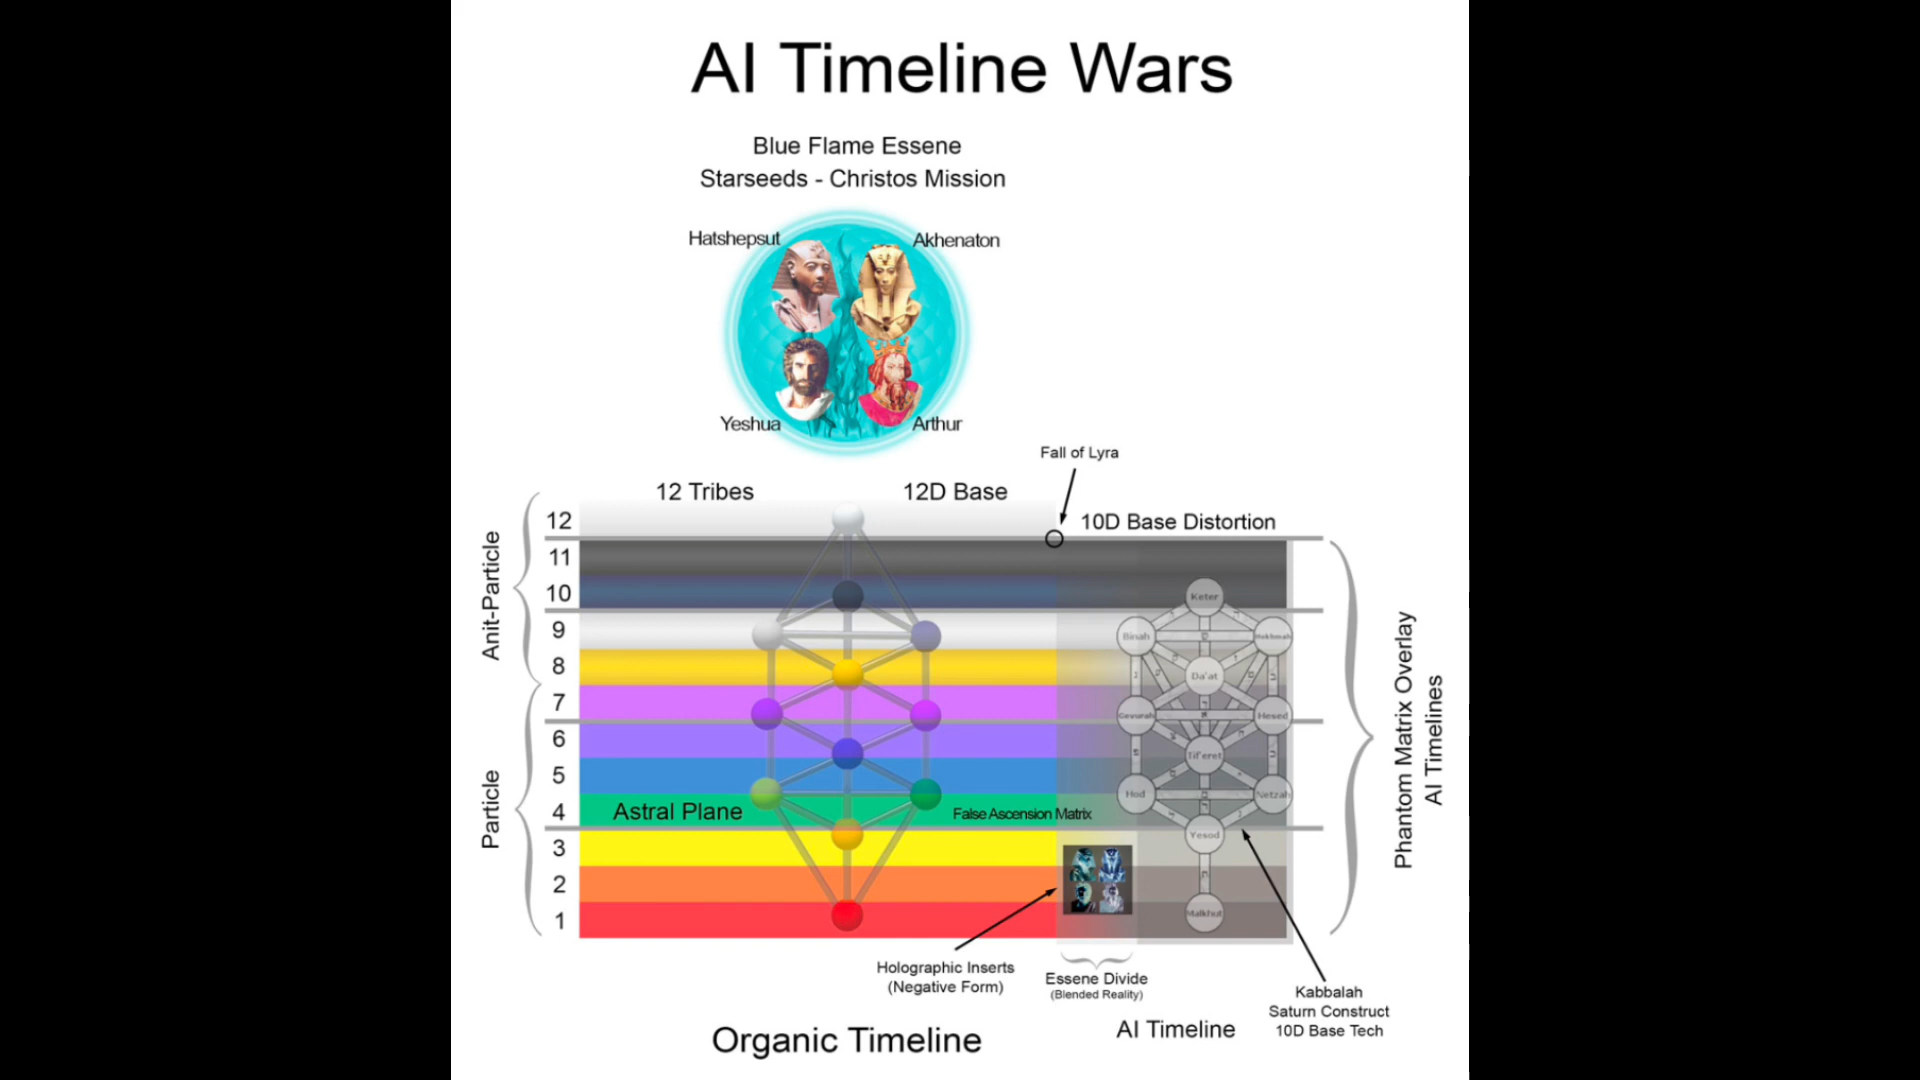 AI Timeline Wars
Blue Flame Essene
Starseeds - Christos Mission
Hatshepsut
Akhenaton
Yeshua
Arthur
Fall of Lyra
12 Tribes
12D Base
10D Base Distortion
12
11
10
9
8
7
6
5
4
3
2
1
Anit-Particle
Particle
Astral Plane
False Ascension Matrix
Keter
Binah
Hokhmah
Da'at
Gevurah
Hesed
Tif'eret
Hod
Netzah
Yesod
Malkhut
Phantom Matrix Overlay
AI Timelines
Holographic Inserts
(Negative Form)
Essene Divide
(Blended Reality)
Kabbalah
Saturn Construct
10D Base Tech
Organic Timeline
AI Timeline